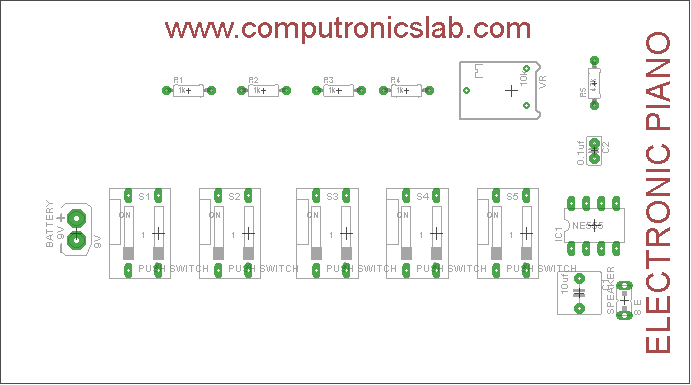 www.computronicslab.com
R1
1k
R2
1k
R3
1k
R4
1k
10k
VR
R5
ELECTRONIC PIANO
0.1uf
C2
BATTERY
9V
+
-
9V
S1
ON
1
PUSH SWITCH
S2
ON
1
PUSH SWITCH
S3
ON
1
PUSH SWITCH
S4
ON
1
PUSH SWITCH
S5
ON
1
PUSH SWITCH
IC1
NE555
10uf
C1
SPEAKER
8 E